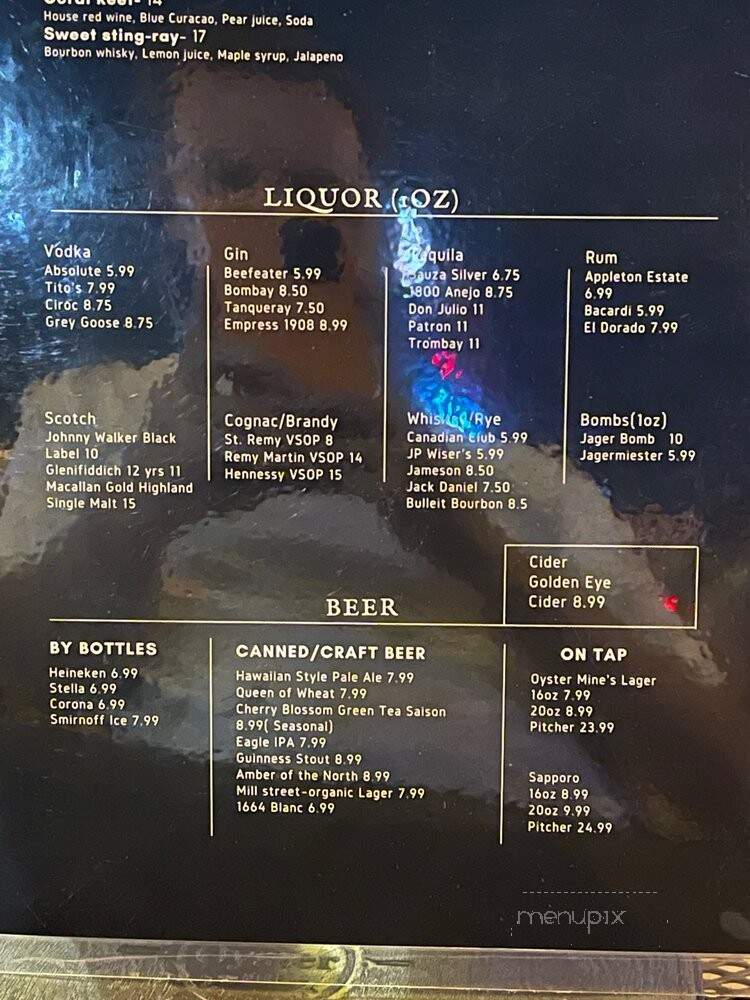 House red wine, Blue Curacao, Pear juice, Soda
Sweet sting-ray- 17
Bourbon whisky, Lemon juice, Maple syrup, Jalapeno
LIQUOR (1OZ)
Vodka
Absolute 5.99
Tito's 7.99
Ciroc 8.75
Grey Goose 8.75
Gin
Beefeater 5.99
Bombay 8.50
Tanqueray 7.50
Empress 1908 8.99
Tequila
Sauza Silver 6.75
1800 Anejo 8.75
Don Julio 11
Patron 11
Trombay 11
Rum
Appleton Estate
6.99
Bacardi 5.99
El Dorado 7.99
Scotch
Johnny Walker Black
Label 10
Glenifiddich 12 yrs 11
Macallan Gold Highland
Single Malt 15
Cognac/Brandy
St. Remy VSOP 8
Remy Martin VSOP 14
Hennessy VSOP 15
Whiskey/Rye
Canadian Club 5.99
JP Wiser's 5.99
Jameson 8.50
Jack Daniel 7.50
Bulleit Bourbon 8.5
Bombs(1oz)
Jager Bomb 10
Jagermiester 5.99
Cider
Golden Eye
Cider 8.99
BEER
BY BOTTLES
Heineken 6.99
Stella 6.99
Corona 6.99
Smirnoff Ice 7.99
CANNED/CRAFT BEER
Hawaiian Style Pale Ale 7.99
Queen of Wheat 7.99
Cherry Blossom Green Tea Saison
8.99( Seasonal)
Eagle IPA 7.99
Guinness Stout 8.99
Amber of the North 8.99
Mill street-organic Lager 7.99
1664 Blanc 6.99
ON TAP
Oyster Mine's Lager
16oz 7.99
20oz 8.99
Pitcher 23.99
Sapporo
16oz 8.99
20oz 9.99
Pitcher 24.99
menupix